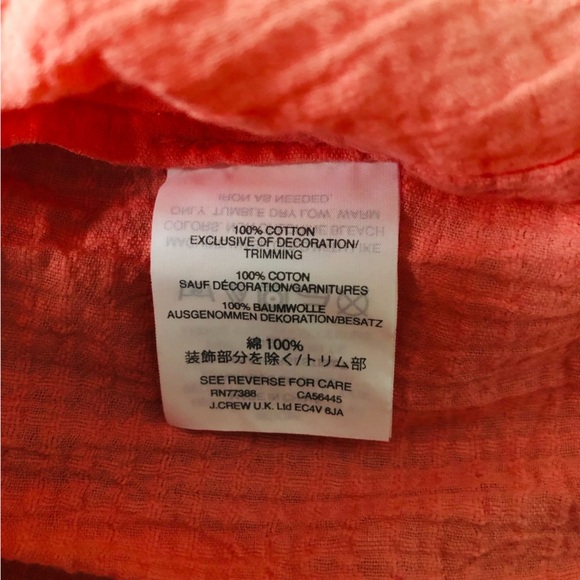 100% COTTON
EXCLUSIVE OF DECORATION/
TRIMMING
100% COTON
SAUF DÉCORATION/GARNITURES
100% BAUMWOLLE
AUSGENOMMEN DEKORATION/BESATZ
綿 100%
装飾部分を除く/トリム部
SEE REVERSE FOR CARE
RN77388 CA56445
J.CREW U.K. Ltd EC4V 6JA